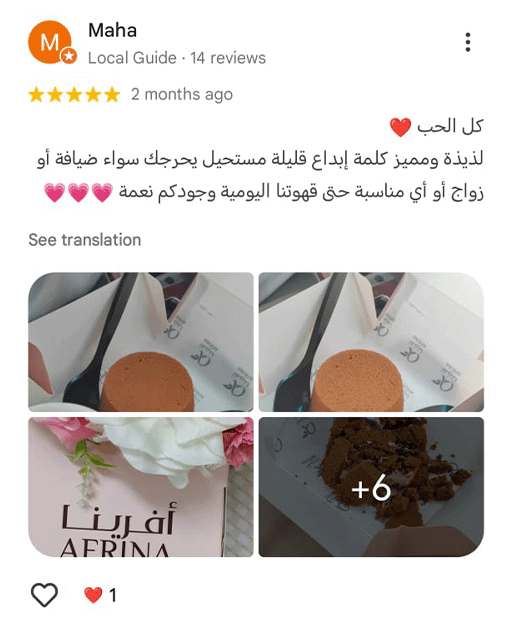 M
Maha
Local Guide · 14 reviews
2 months ago
كل الحب ❤️
لذيذة ومميز كلمة إبداع قليلة مستحيل يحرجك سواء ضيافة أو
زواج أو أي مناسبة حتى قهوتنا اليومية وجودكم نعمة 💗💗💗
See translation
أفرينا
AFRINA
+6
❤️ 1